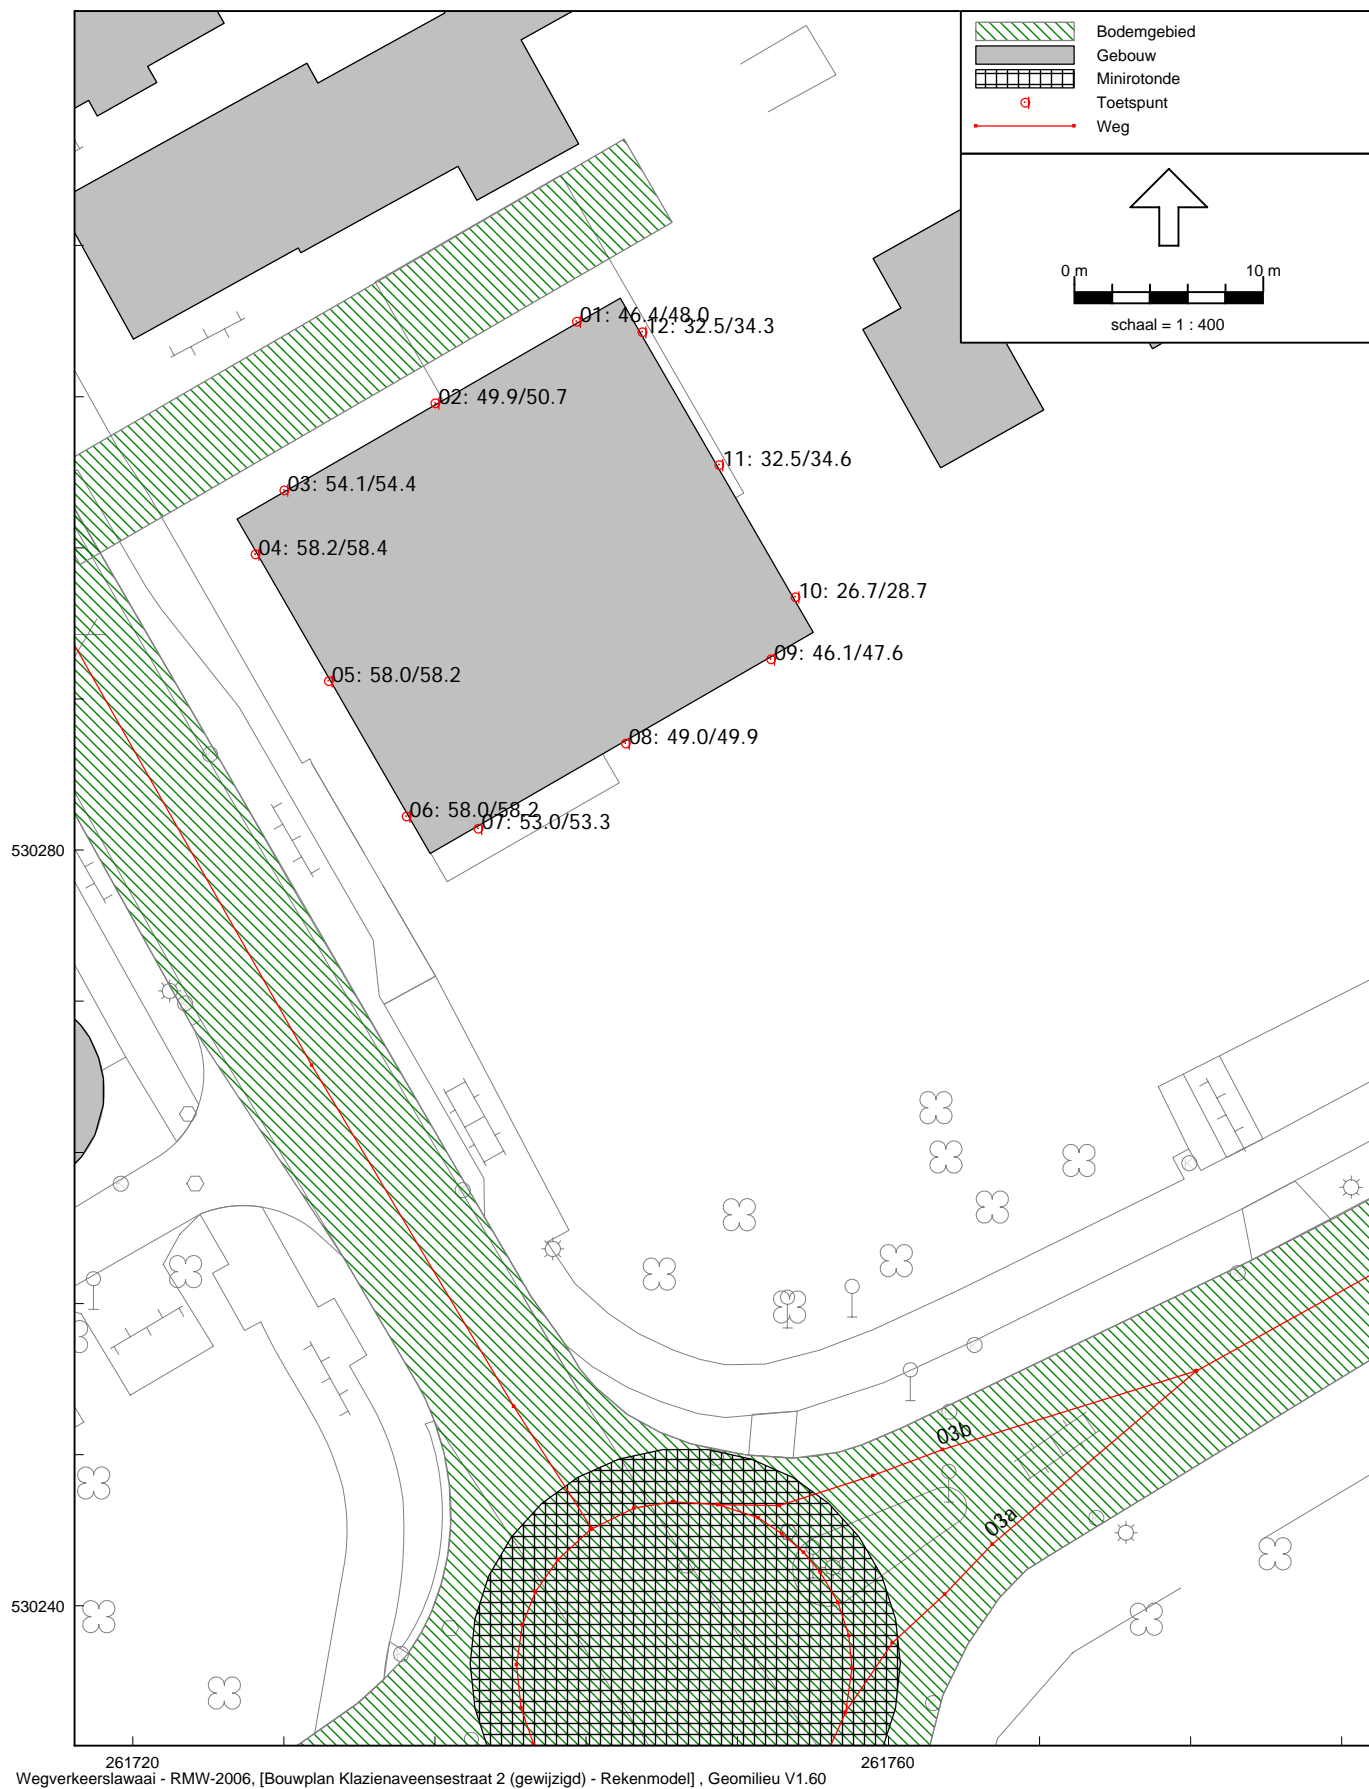 Bodemgebied
Gebouw
Minirotonde
Toetspunt
Weg
0 m
10 m
schaal = 1 : 400
01: 46.4/48.0
12: 32.5/34.3
02: 49.9/50.7
11: 32.5/34.6
03: 54.1/54.4
04: 58.2/58.4
10: 26.7/28.7
09: 46.1/47.6
05: 58.0/58.2
08: 49.0/49.9
06: 58.0/58.2
07: 53.0/53.3
530280
03b
03a
530240
261720
261760
Wegverkeerslawaai - RMW-2006, [Bouwplan Klazienaveensestraat 2 (gewijzigd) - Rekenmodel] , Geomilieu V1.60